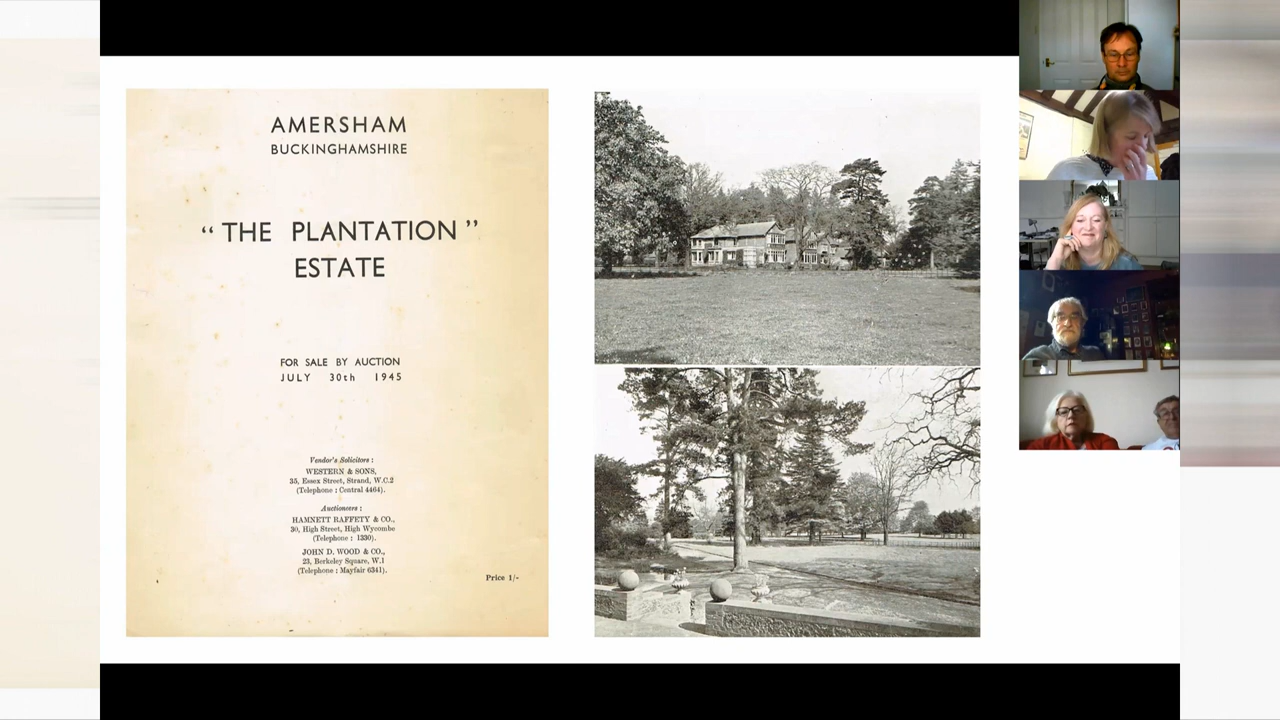 AMERSHAM
BUCKINGHAMSHIRE
“THE PLANTATION”
ESTATE
FOR SALE BY AUCTION
JULY 30th 1945
Vendor's Solicitors :
WESTERN & SONS,
35, Essex Street, Strand, W.C.2
(Telephone : Central 4464).
Auctioneers :
HAMNETT RAFFETY & CO.,
30, High Street, High Wycombe
(Telephone : 1330).
JOHN D. WOOD & CO.,
23, Berkeley Square, W.1
(Telephone : Mayfair 6341).
Price 1/-